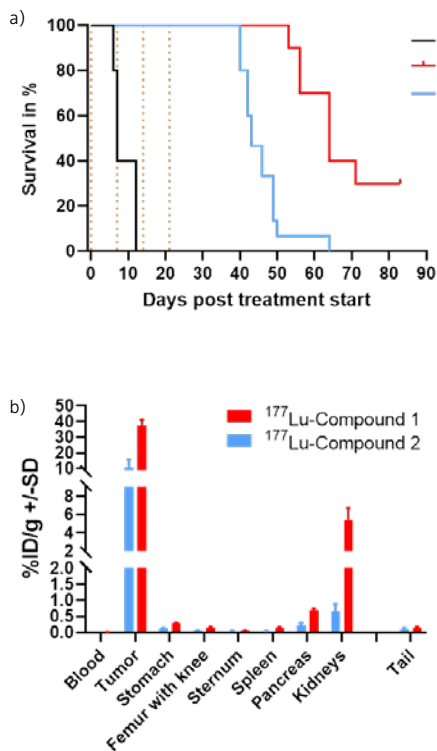 a)
Survival in %
100
80
60
40
20
0
0 10 20 30 40 50 60 70 80 90
Days post treatment start
b)
%ID/g +/-SD
50
40
30
20
10
8
6
4
2
2.0
1.5
1.0
0.5
0.0
177Lu-Compound 1
177Lu-Compound 2
Blood
Tumor
Stomach
Femur with knee
Sternum
Spleen
Pancreas
Kidneys
Tail